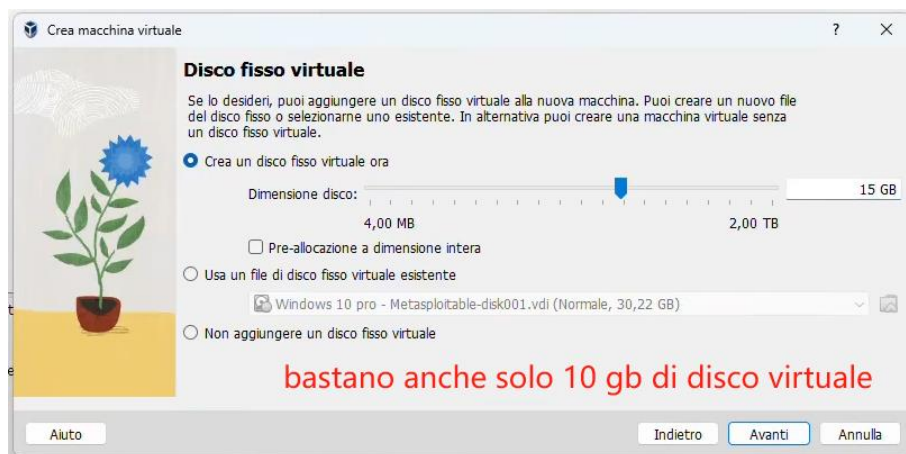 Crea macchina virtuale
?
Disco fisso virtuale
Se lo desideri, puoi aggiungere un disco fisso virtuale alla nuova macchina. Puoi creare un nuovo file
del disco fisso o selezionarne uno esistente. In alternativa puoi creare una macchina virtuale senza
un disco fisso virtuale.
Crea un disco fisso virtuale ora
Dimensione disco:
15 GB
4,00 MB
2,00 TB
Pre-allocazione a dimensione intera
Usa un file di disco fisso virtuale esistente
Windows 10 pro - Metasploitable-disk001.vdi (Normale, 30,22 GB)
Non aggiungere un disco fisso virtuale
bastano anche solo 10 gb di disco virtuale
Aiuto
Indietro
Avanti
Annulla